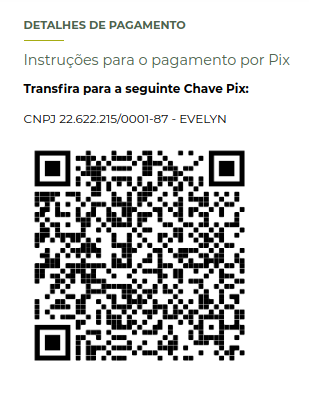 DETALHES DE PAGAMENTO
Instruções para o pagamento por Pix
Transfira para a seguinte Chave Pix:
CNPJ 22.622.215/0001-87 - EVELYN